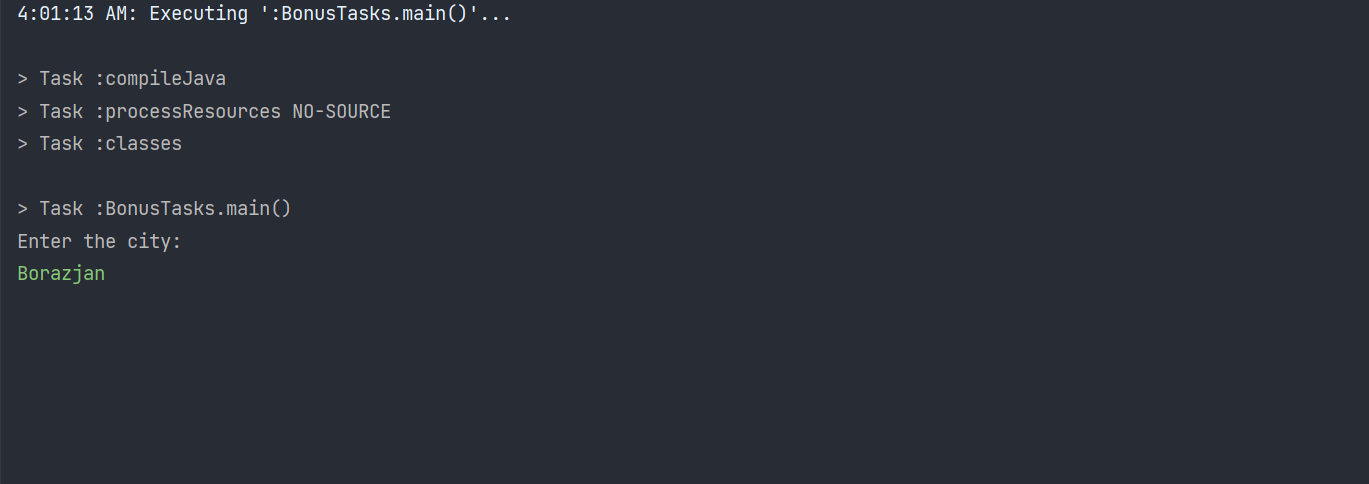 4:01:13 AM: Executing ':BonusTasks.main()'...
> Task :compileJava
> Task :processResources NO-SOURCE
> Task :classes
> Task :BonusTasks.main()
Enter the city:
Borazjan